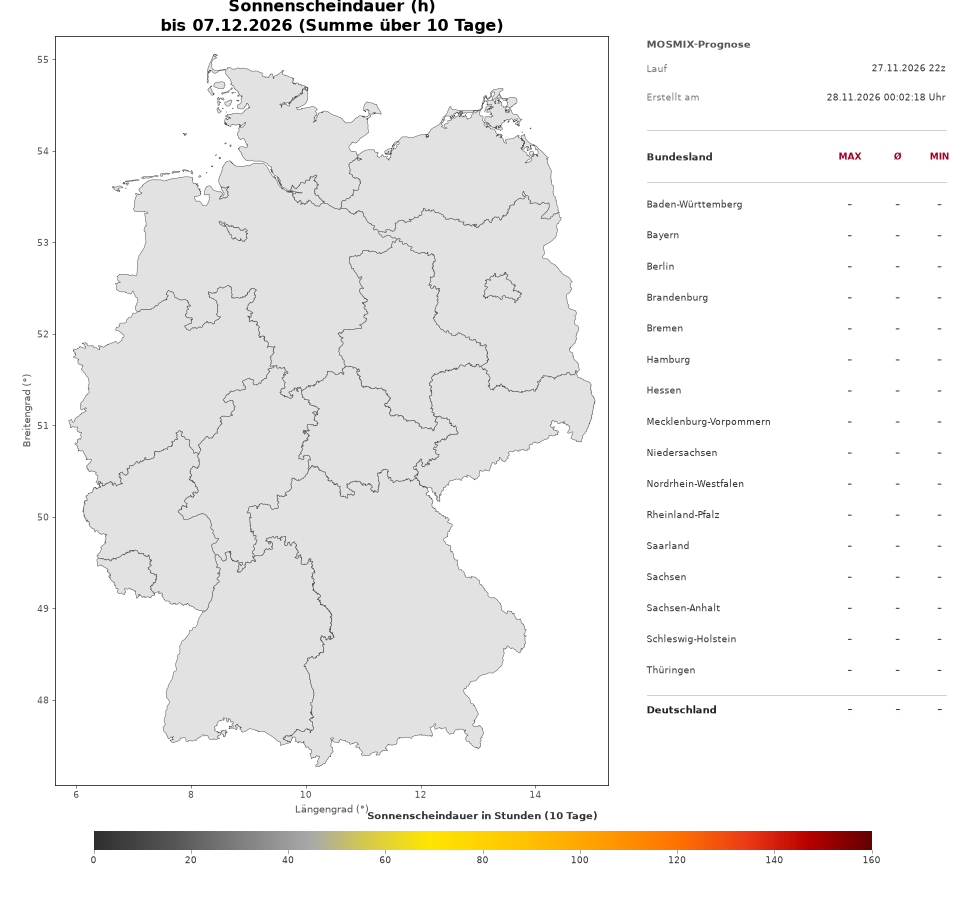 Sonnenscheindauer (h)
bis 07.12.2026 (Summe über 10 Tage)
55
54
53
52
51
50
49
48
Breitengrad (°)
6 8 10 12 14
Längengrad (°)
MOSMIX-Prognose
Lauf 27.11.2026 22z
Erstellt am 28.11.2026 00:02:18 Uhr
Bundesland MAX Ø MIN
Baden-Württemberg – – –
Bayern – – –
Berlin – – –
Brandenburg – – –
Bremen – – –
Hamburg – – –
Hessen – – –
Mecklenburg-Vorpommern – – –
Niedersachsen – – –
Nordrhein-Westfalen – – –
Rheinland-Pfalz – – –
Saarland – – –
Sachsen – – –
Sachsen-Anhalt – – –
Schleswig-Holstein – – –
Thüringen – – –
Deutschland – – –
Sonnenscheindauer in Stunden (10 Tage)
0 20 40 60 80 100 120 140 160